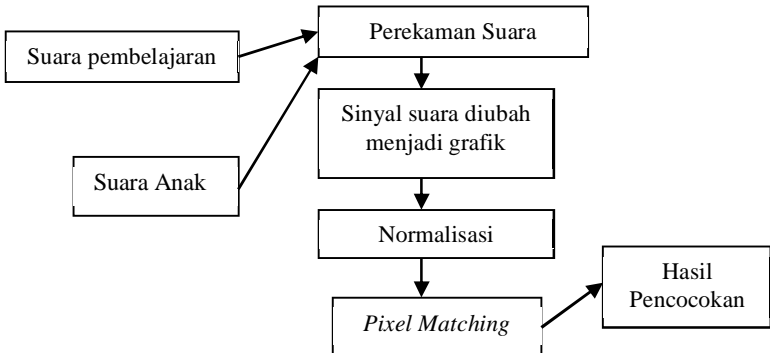 Perekaman Suara
Suara pembelajaran
Sinyal suara diubah
menjadi grafik
Suara Anak
Normalisasi
Hasil
Pencocokan
Pixel Matching